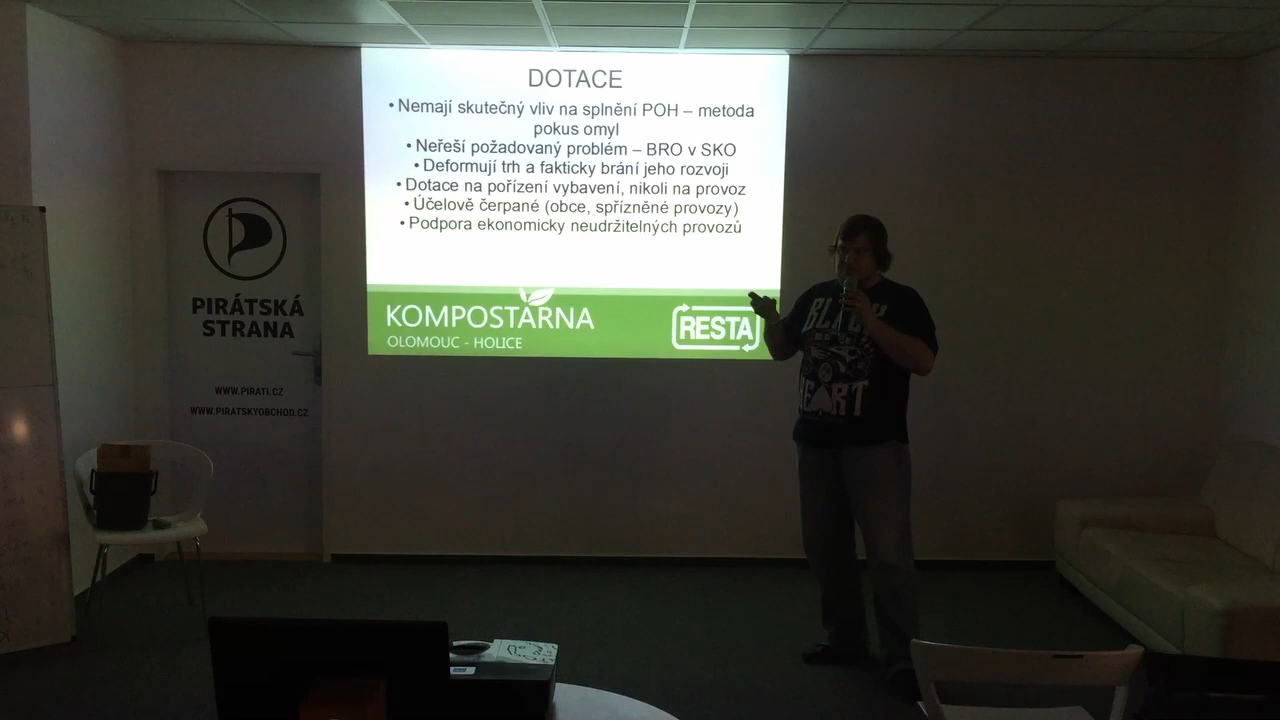 DOTACE
• Nemají skutečný vliv na splnění POH – metoda
pokus omyl
• Neřeší požadovaný problém – BRO v SKO
• Deformují trh a fakticky brání jeho rozvoji
• Dotace na pořízení vybavení, nikoli na provoz
• Účelově čerpané (obce, spřízněné provozy)
• Podpora ekonomicky neudržitelných provozů
KOMPOSTÁRNA
OLOMOUC - HOLICE
RESTA
PIRÁTSKÁ
STRANA
WWW.PIRATI.CZ
WWW.PIRATSKYOBCHOD.CZ
BLACK
HEART